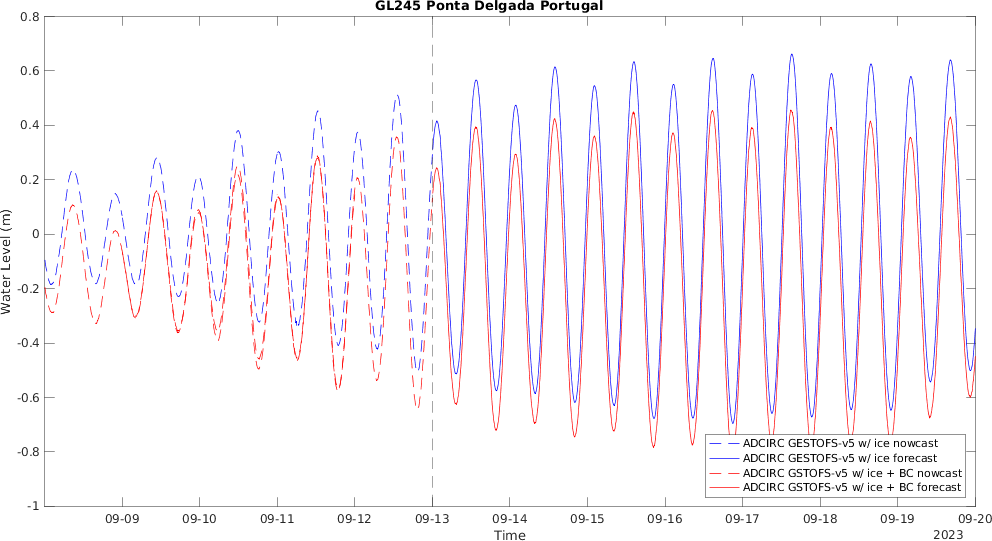 GL245 Ponta Delgada Portugal
0.8
0.6
0.4
0.2
0
-0.2
-0.4
-0.6
-0.8
-1
Water Level (m)
ADCIRC GESTOFS-v5 w/ ice nowcast
ADCIRC GESTOFS-v5 w/ ice forecast
ADCIRC GSTOFS-v5 w/ ice + BC nowcast
ADCIRC GSTOFS-v5 w/ ice + BC forecast
09-09 09-10 09-11 09-12 09-13 09-14 09-15 09-16 09-17 09-18 09-19 09-20
Time
2023